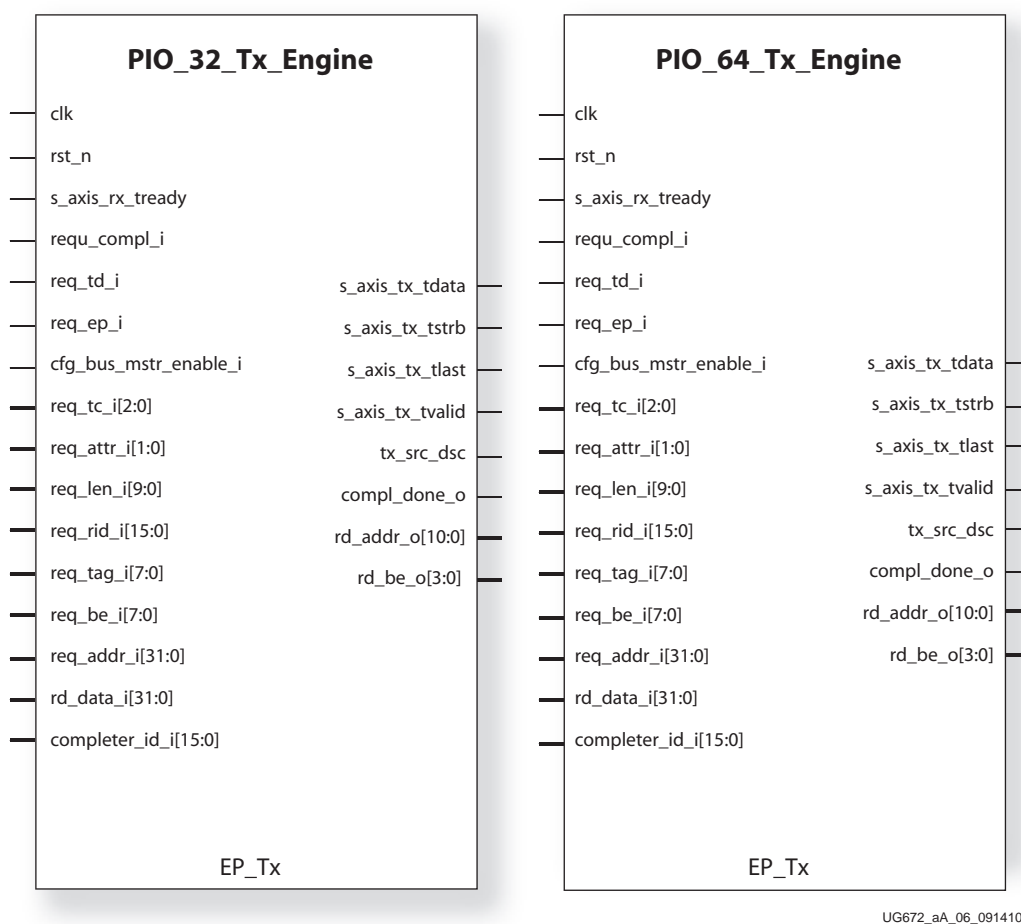 PIO_32_Tx_Engine
clk
rst_n
s_axis_rx_tready
requ_compl_i
req_td_i
req_ep_i
cfg_bus_mstr_enable_i
req_tc_i[2:0]
req_attr_i[1:0]
req_len_i[9:0]
req_rid_i[15:0]
req_tag_i[7:0]
req_be_i[7:0]
req_addr_i[31:0]
rd_data_i[31:0]
completer_id_i[15:0]
s_axis_tx_tdata
s_axis_tx_tstrb
s_axis_tx_tlast
s_axis_tx_tvalid
tx_src_dsc
compl_done_o
rd_addr_o[10:0]
rd_be_o[3:0]
EP_Tx
PIO_64_Tx_Engine
clk
rst_n
s_axis_rx_tready
requ_compl_i
req_td_i
req_ep_i
cfg_bus_mstr_enable_i
req_tc_i[2:0]
req_attr_i[1:0]
req_len_i[9:0]
req_rid_i[15:0]
req_tag_i[7:0]
req_be_i[7:0]
req_addr_i[31:0]
rd_data_i[31:0]
completer_id_i[15:0]
s_axis_tx_tdata
s_axis_tx_tstrb
s_axis_tx_tlast
s_axis_tx_tvalid
tx_src_dsc
compl_done_o
rd_addr_o[10:0]
rd_be_o[3:0]
EP_Tx
UG672_aA_06_091410